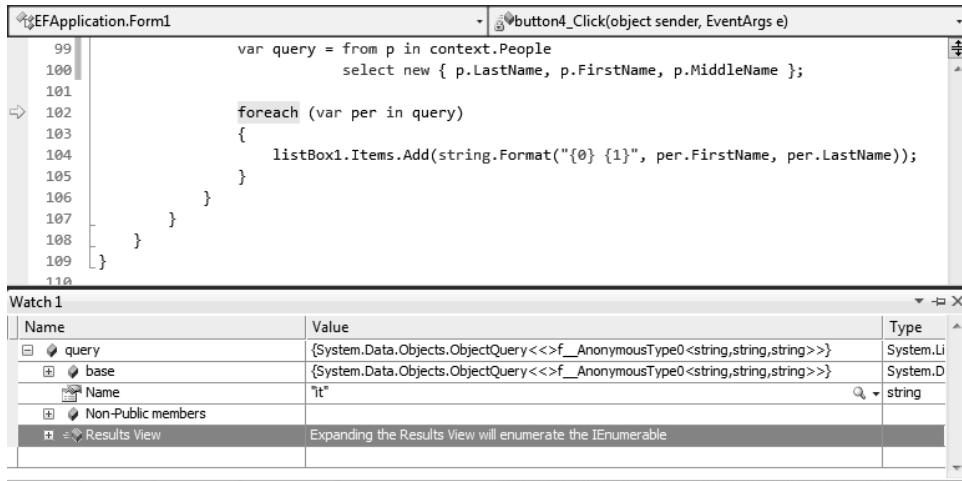 EFApplication.Form1 button4_Click(object sender, EventArgs e)
99 var query = from p in context.People
100 select new { p.LastName, p.FirstName, p.MiddleName };
101
102 foreach (var per in query)
103 {
104 listBox1.Items.Add(string.Format("{0} {1}", per.FirstName, per.LastName));
105 }
106 }
107 }
108 }
109 }
110
Watch 1
Name Value Type
query {System.Data.Objects.ObjectQuery<<>f__AnonymousType0<string,string,string>>} System.Li
base {System.Data.Objects.ObjectQuery<<>f__AnonymousType0<string,string,string>>} System.D
Name "it" string
Non-Public members
Results View Expanding the Results View will enumerate the IEnumerable